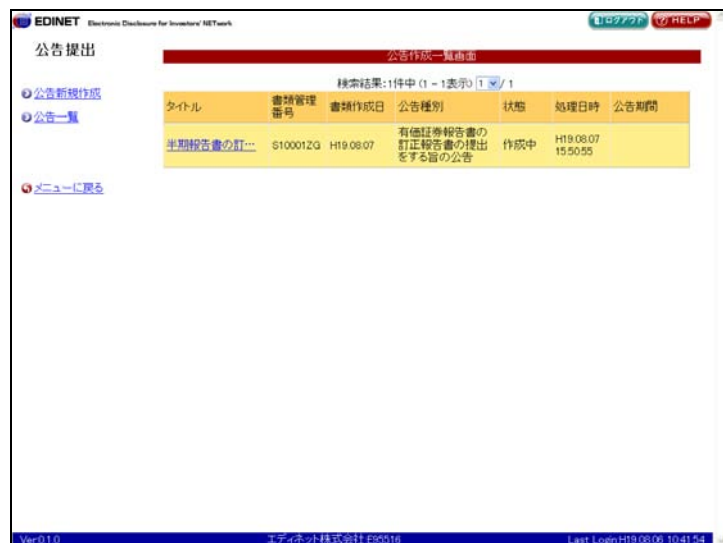 EDINET Electronic Disclosure for Investors' NETwork
ログアウト HELP
公告提出
公告作成一覧画面
検索結果:1件中 (1 - 1表示) 1 / 1
公告新規作成
公告一覧
メニューに戻る
タイトル 書類管理番号 書類作成日 公告種別 状態 処理日時 公告期間
半期報告書の訂… S10001ZG H19.08.07 有価証券報告書の
訂正報告書の提出
をする旨の公告 作成中 H19.08.07
15:50:55
Ver.0.1.0 エディネット株式会社 E95516 Last Login:H19.08.06 10:41:54